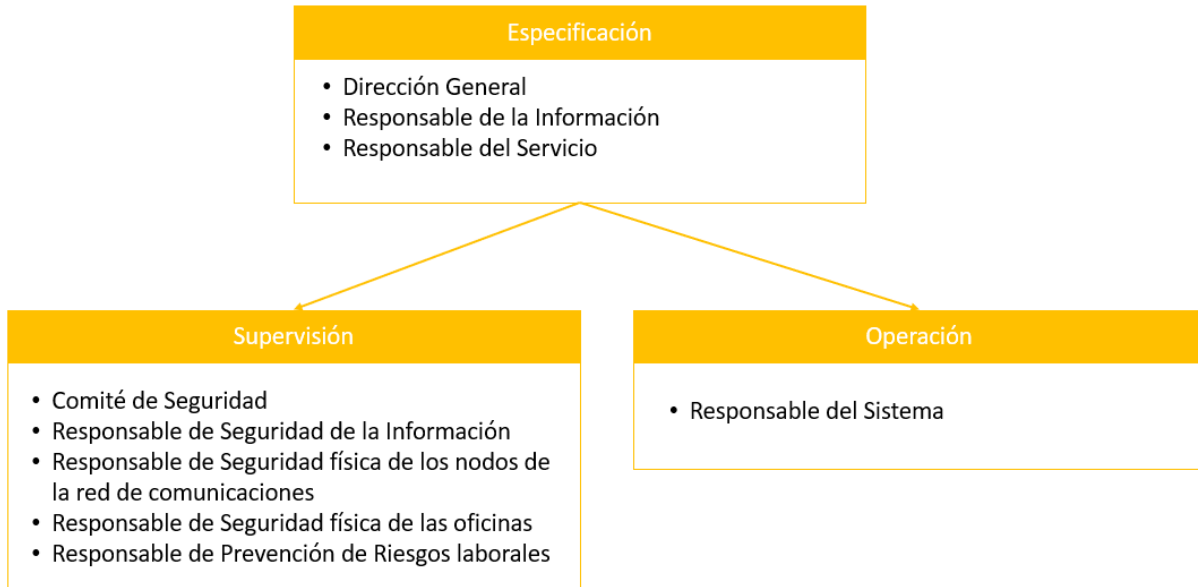 Especificación
• Dirección General
• Responsable de la Información
• Responsable del Servicio
Supervisión
• Comité de Seguridad
• Responsable de Seguridad de la Información
• Responsable de Seguridad física de los nodos de
la red de comunicaciones
• Responsable de Seguridad física de las oficinas
• Responsable de Prevención de Riesgos laborales
Operación
• Responsable del Sistema